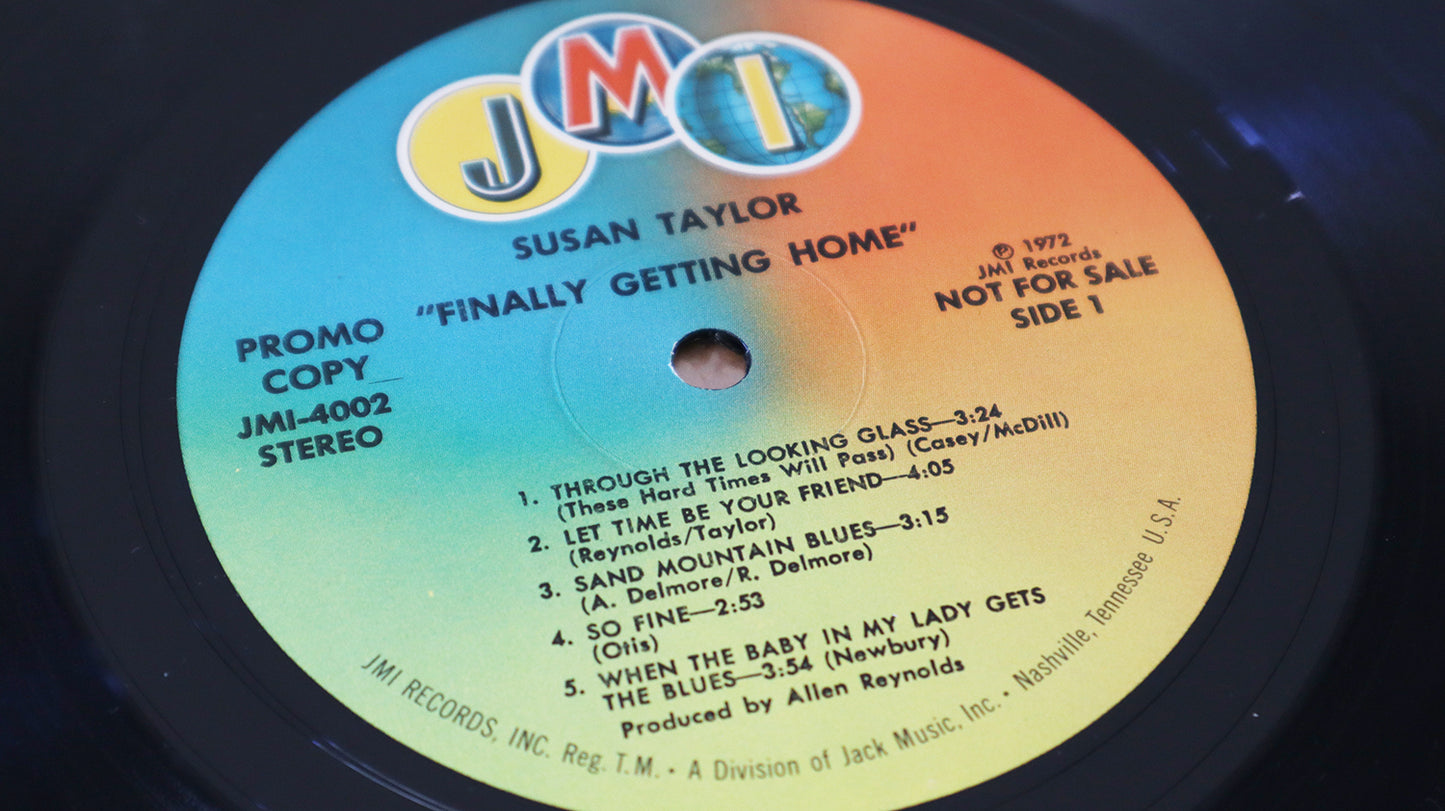 JMI
SUSAN TAYLOR
"FINALLY GETTING HOME"
PROMO
COPY
JMI-4002
STEREO
℗ 1972
JMI Records
NOT FOR SALE
SIDE 1
1. THROUGH THE LOOKING GLASS—3:24
(These Hard Times Will Pass) (Casey/McDill)
2. LET TIME BE YOUR FRIEND—4:05
(Reynolds/Taylor)
3. SAND MOUNTAIN BLUES—3:15
(A. Delmore/R. Delmore)
4. SO FINE—2:53
(Otis)
5. WHEN THE BABY IN MY LADY GETS
THE BLUES—3:54 (Newbury)
Produced by Allen Reynolds
JMI RECORDS, INC. Reg. T.M. • A Division of Jack Music, Inc. • Nashville, Tennessee U.S.A.